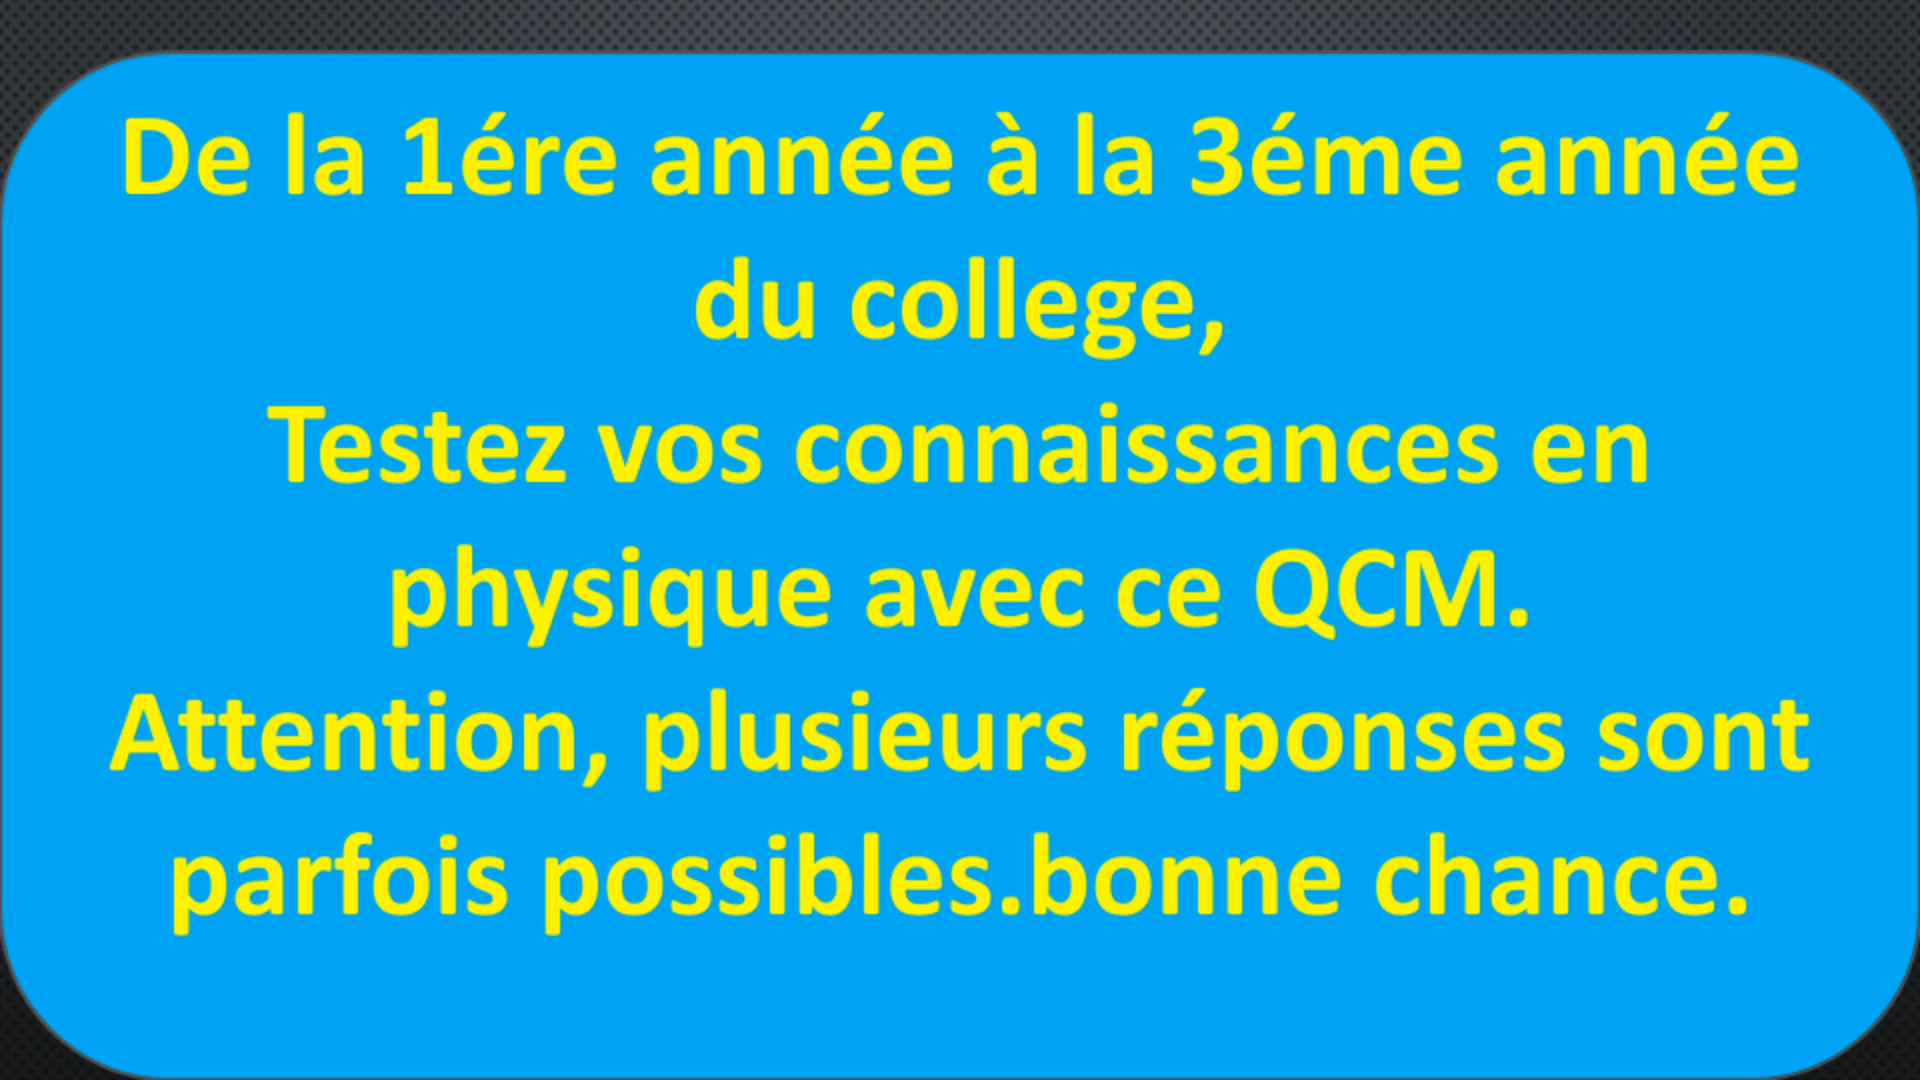 De la 1ére année à la 3éme année
du college,
Testez vos connaissances en
physique avec ce QCM.
Attention, plusieurs réponses sont
parfois possibles.bonne chance.